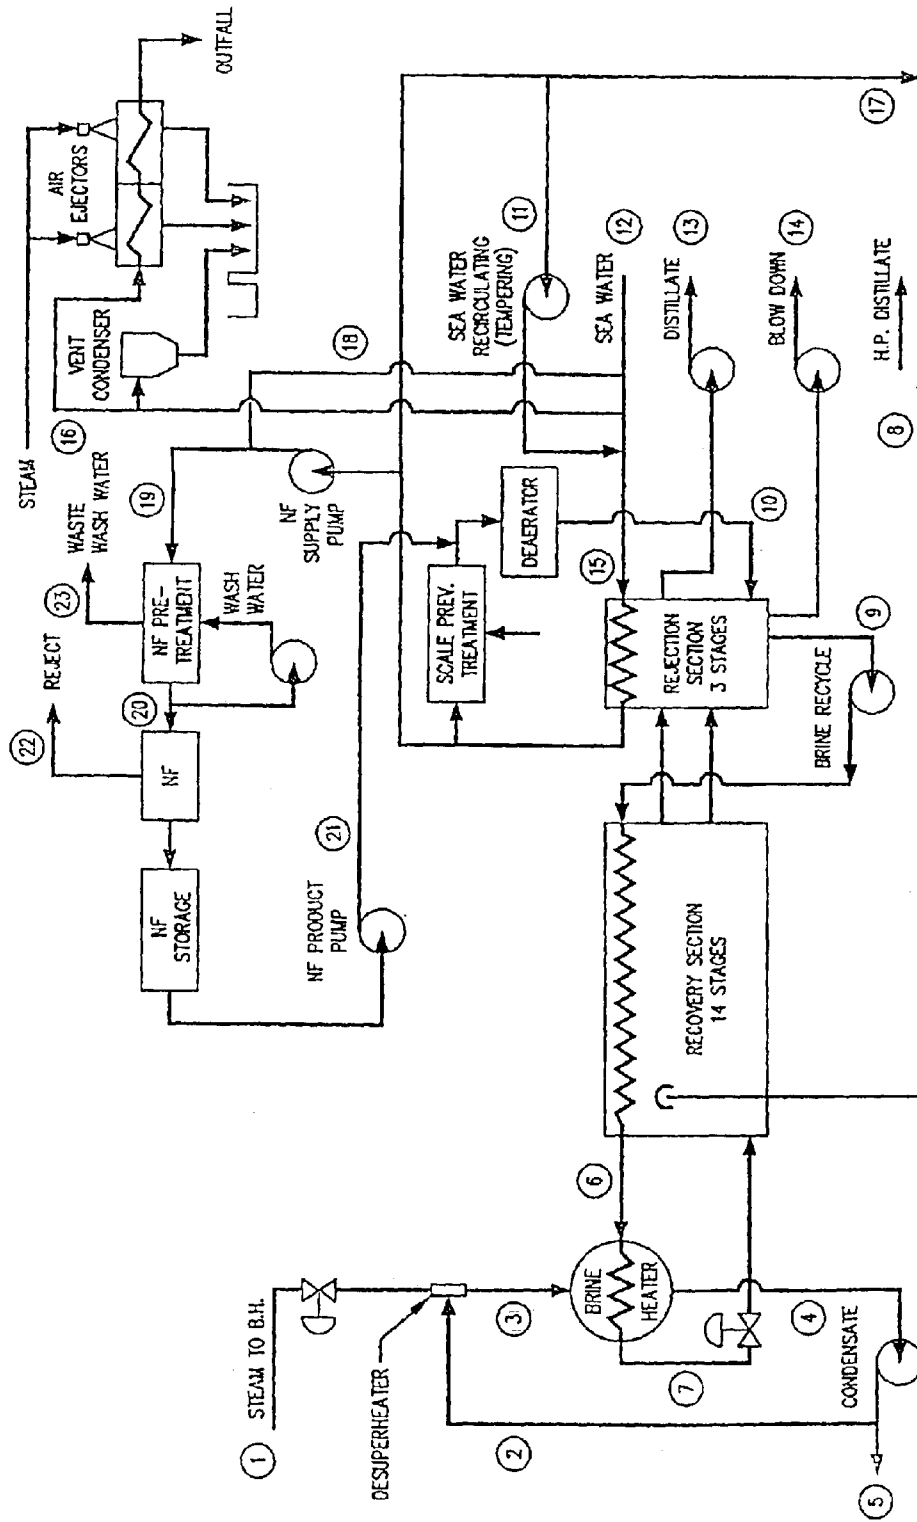 STEAM TO B.H.
1
DESUPERHEATER
2
3
BRINE
HEATER
4
CONDENSATE
5
6
7
RECOVERY SECTION
14 STAGES
NF
STORAGE
NF
NF PRE-
TREATMENT
22
REJECT
23
WASTE
WASH WATER
20
WASH
WATER
19
STEAM
16
VENT
CONDENSER
AIR
EJECTORS
OUTFALL
21
NF PRODUCT
PUMP
NF
SUPPLY
PUMP
18
SCALE PREV.
TREATMENT
DEAERATOR
SEA WATER
RECIRCULATING
(TEMPERING)
11
17
SEA WATER
12
15
REJECTION
SECTION
3 STAGES
DISTILLATE
13
BLOW DOWN
14
10
9
BRINE RECYCLE
8
H.P. DISTILLATE